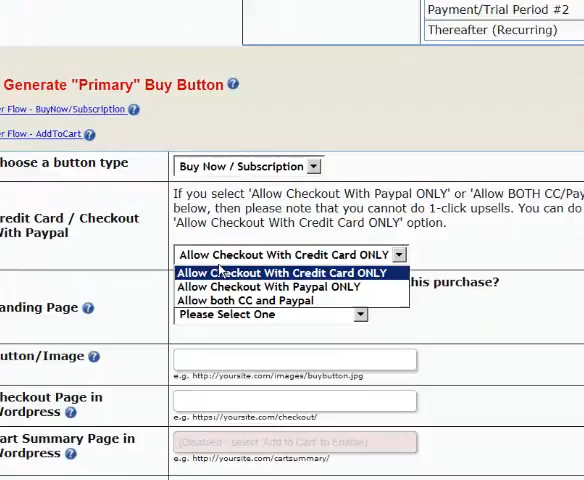 Payment/Trial Period #2
Thereafter (Recurring)
Generate "Primary" Buy Button ?
er Flow - BuyNow/Subscription ?
er Flow - AddToCart ?
hoose a button type
Buy Now / Subscription
If you select 'Allow Checkout With Paypal ONLY' or 'Allow BOTH CC/Pay
below, then please note that you cannot do 1-click upsells. You can do
'Allow Checkout With Credit Card ONLY' option.
redit Card / Checkout
With Paypal
Allow Checkout With Credit Card ONLY
Allow Checkout With Credit Card ONLY
Allow Checkout With Paypal ONLY
Allow both CC and Paypal
his purchase?
anding Page ?
Please Select One
utton/Image ?
e.g. http://yoursite.com/images/buybutton.jpg
heckout Page in
Wordpress ?
e.g. https://yoursite.com/checkout/
art Summary Page in
Wordpress ?
(Disabled - select 'Add to Cart' to Enable)
e.g. http://yoursite.com/cartsummary/